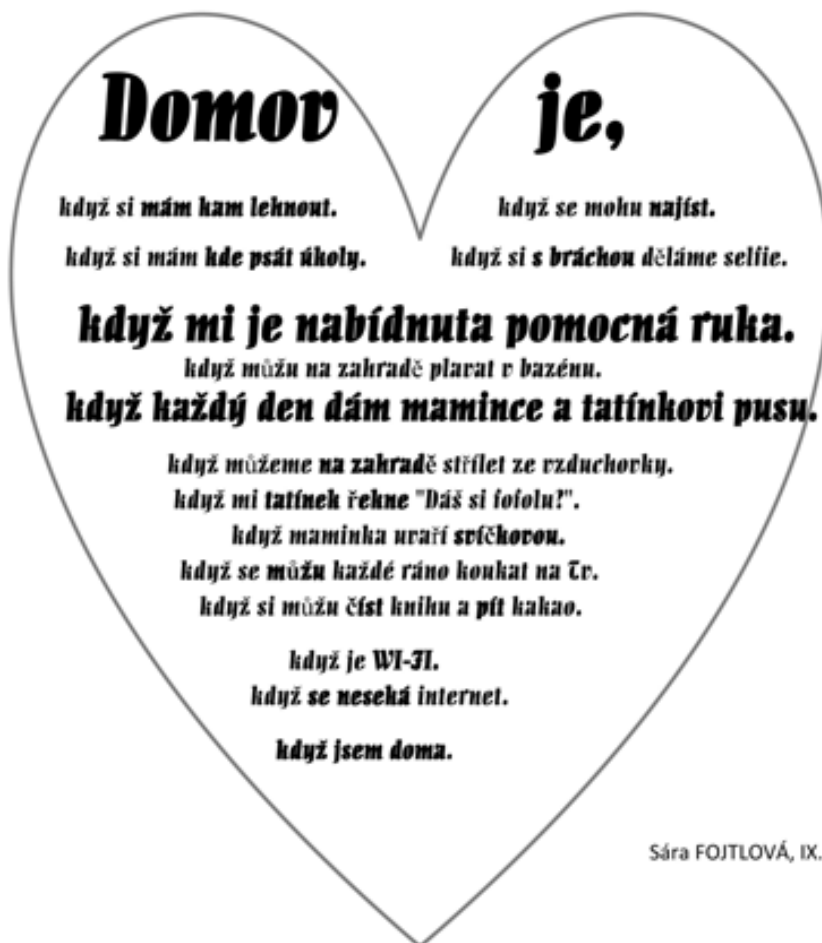 Domov je,
když si mám kam lehnout. když se mohu najíst.
když si mám kde psát úkoly. když si s bráchou děláme selfie.
když mi je nabídnuta pomocná ruka.
když můžu na zahradě plavat v bazénu.
když každý den dám mamince a tatínkovi pusu.
když můžeme na zahradě střílet ze vzduchovky.
když mi tatínek řekne "Dáš si fofolu?".
když maminka uvaří svíčkovou.
když se můžu každé ráno koukat na Tv.
když si můžu číst knihu a pít kakao.
když je WI-FI.
když se neseká internet.
když jsem doma.
Sára FOJTLOVÁ, IX.